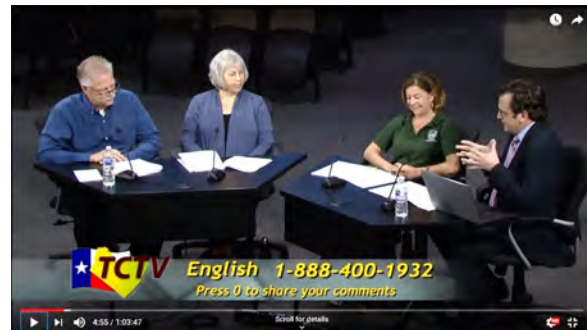 TCTV
English 1-888-400-1932
Press 0 to share your comments
4:55 / 1:03:47
Scroll for details